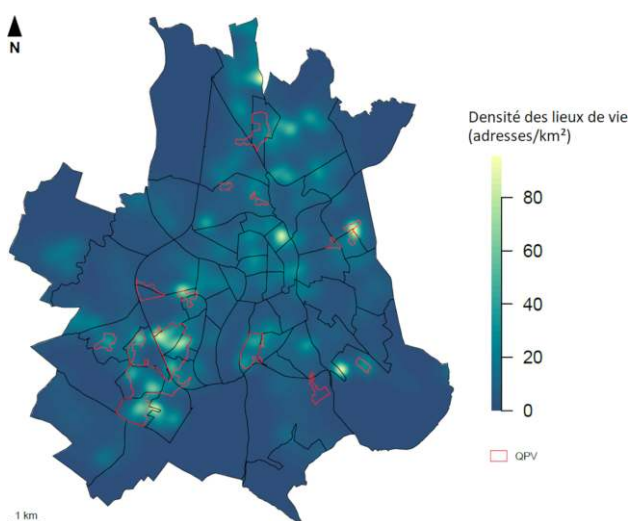 N
Densité des lieux de vie
(adresses/km²)
80
60
40
20
0
QPV
1 km